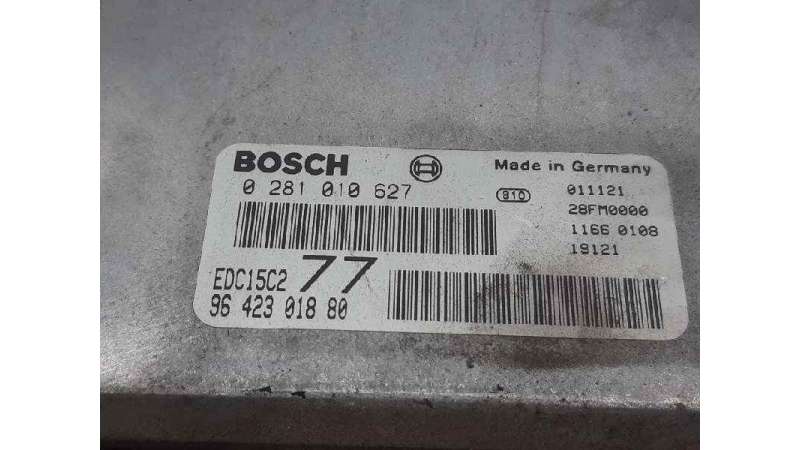 BOSCH
Made in Germany
0 281 010 627
810
011121
28FM0000
1166 0108
19121
EDC15C2
77
96 423 018 80